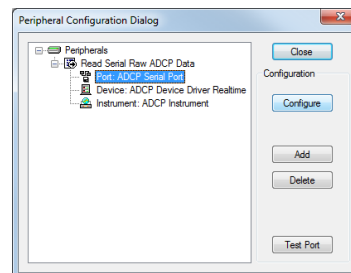 Peripheral Configuration Dialog
x
Peripherals
Read Serial Raw ADCP Data
Port: ADCP Serial Port
Device: ADCP Device Driver Realtime
Instrument: ADCP Instrument
Close
Configuration
Configure
Add
Delete
Test Port